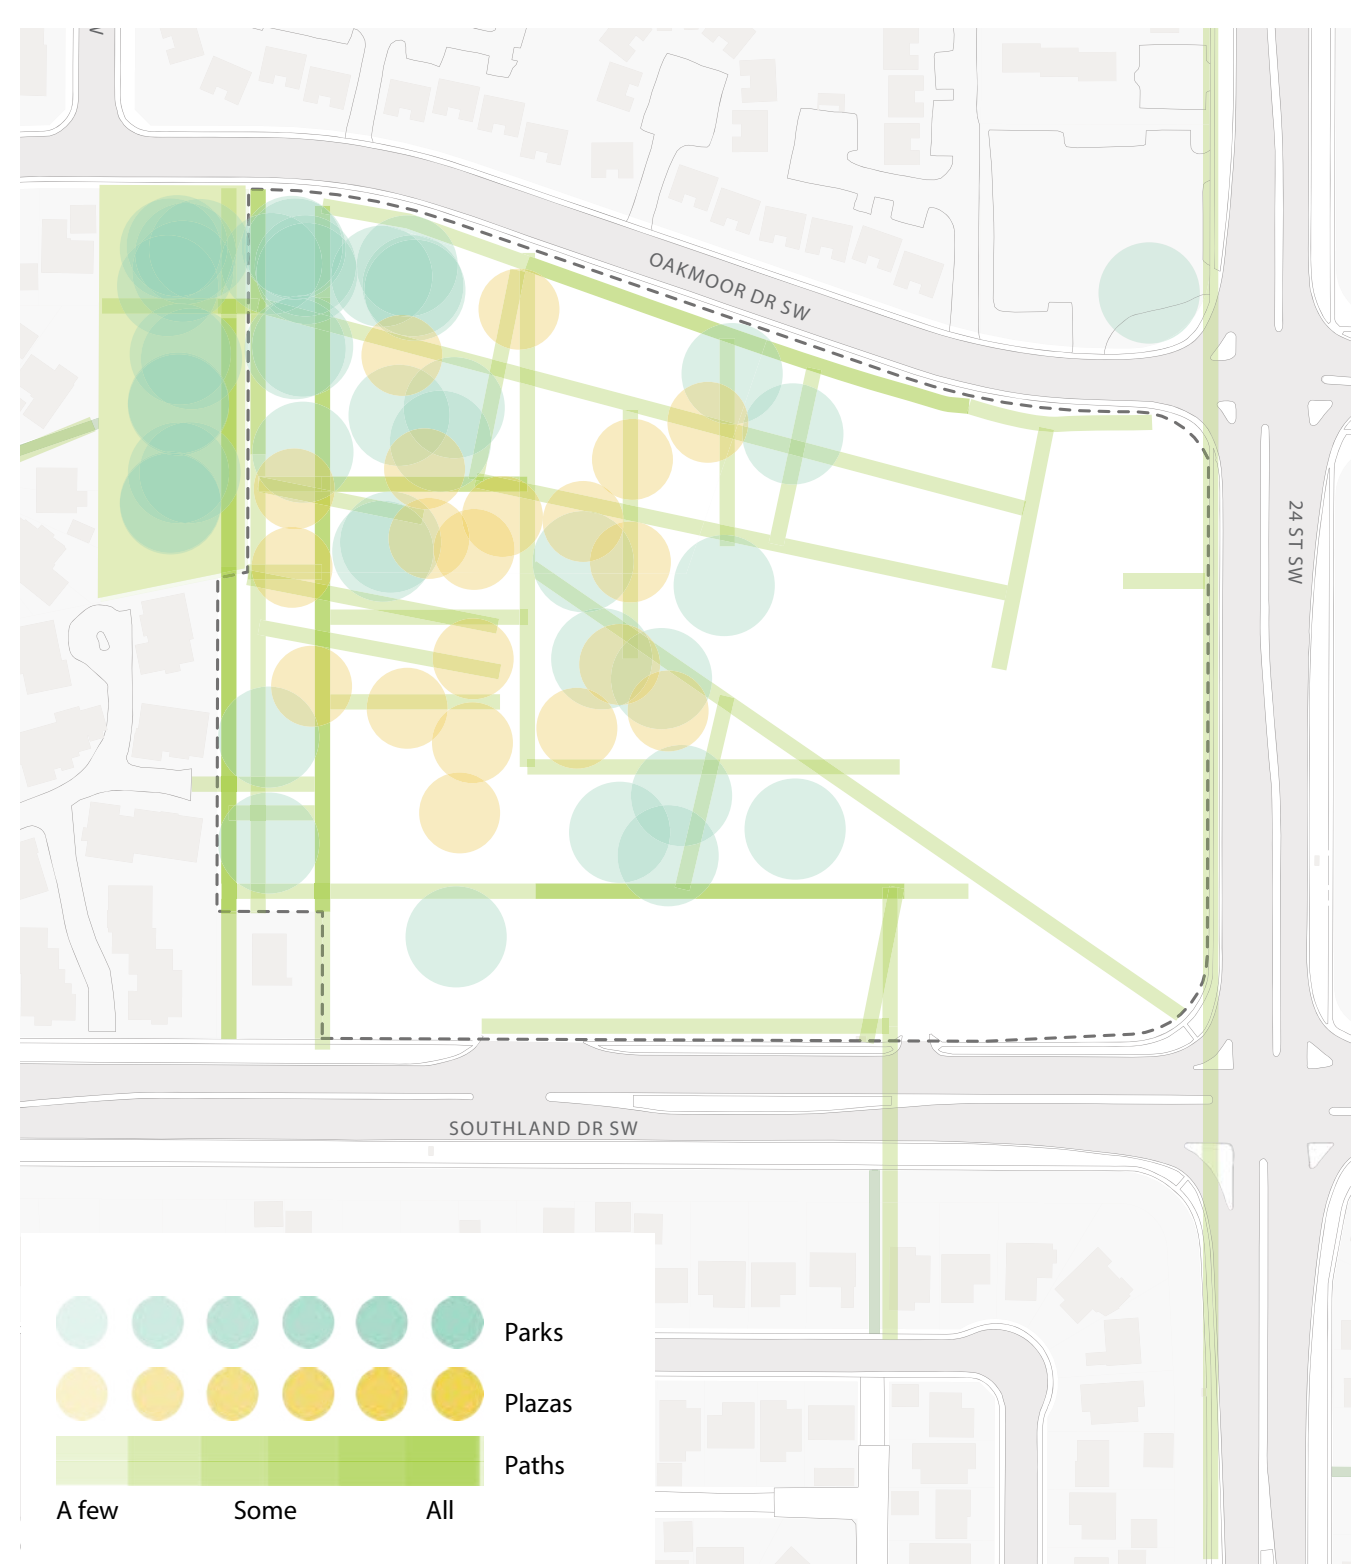 OAKMOOR DR SW
24 ST SW
SOUTHLAND DR SW
Parks
Plazas
Paths
A few Some All